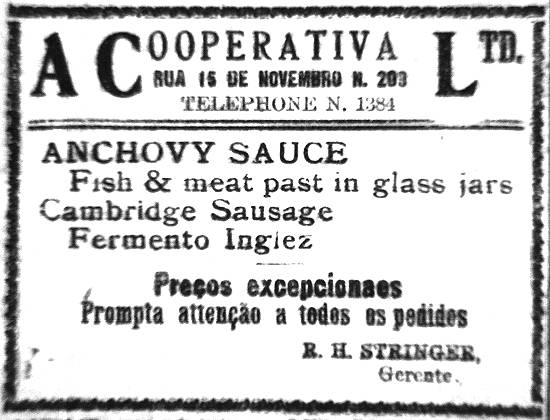 A COOPERATIVA LTD.
RUA 15 DE NOVEMBRO N. 203
TELEPHONE N. 1384
ANCHOVY SAUCE
Fish & meat past in glass jars
Cambridge Sausage
Fermento Inglez
Preços excepcionaes
Prompta attenção a todos os pedidos
R. H. STRINGER,
Gerente.